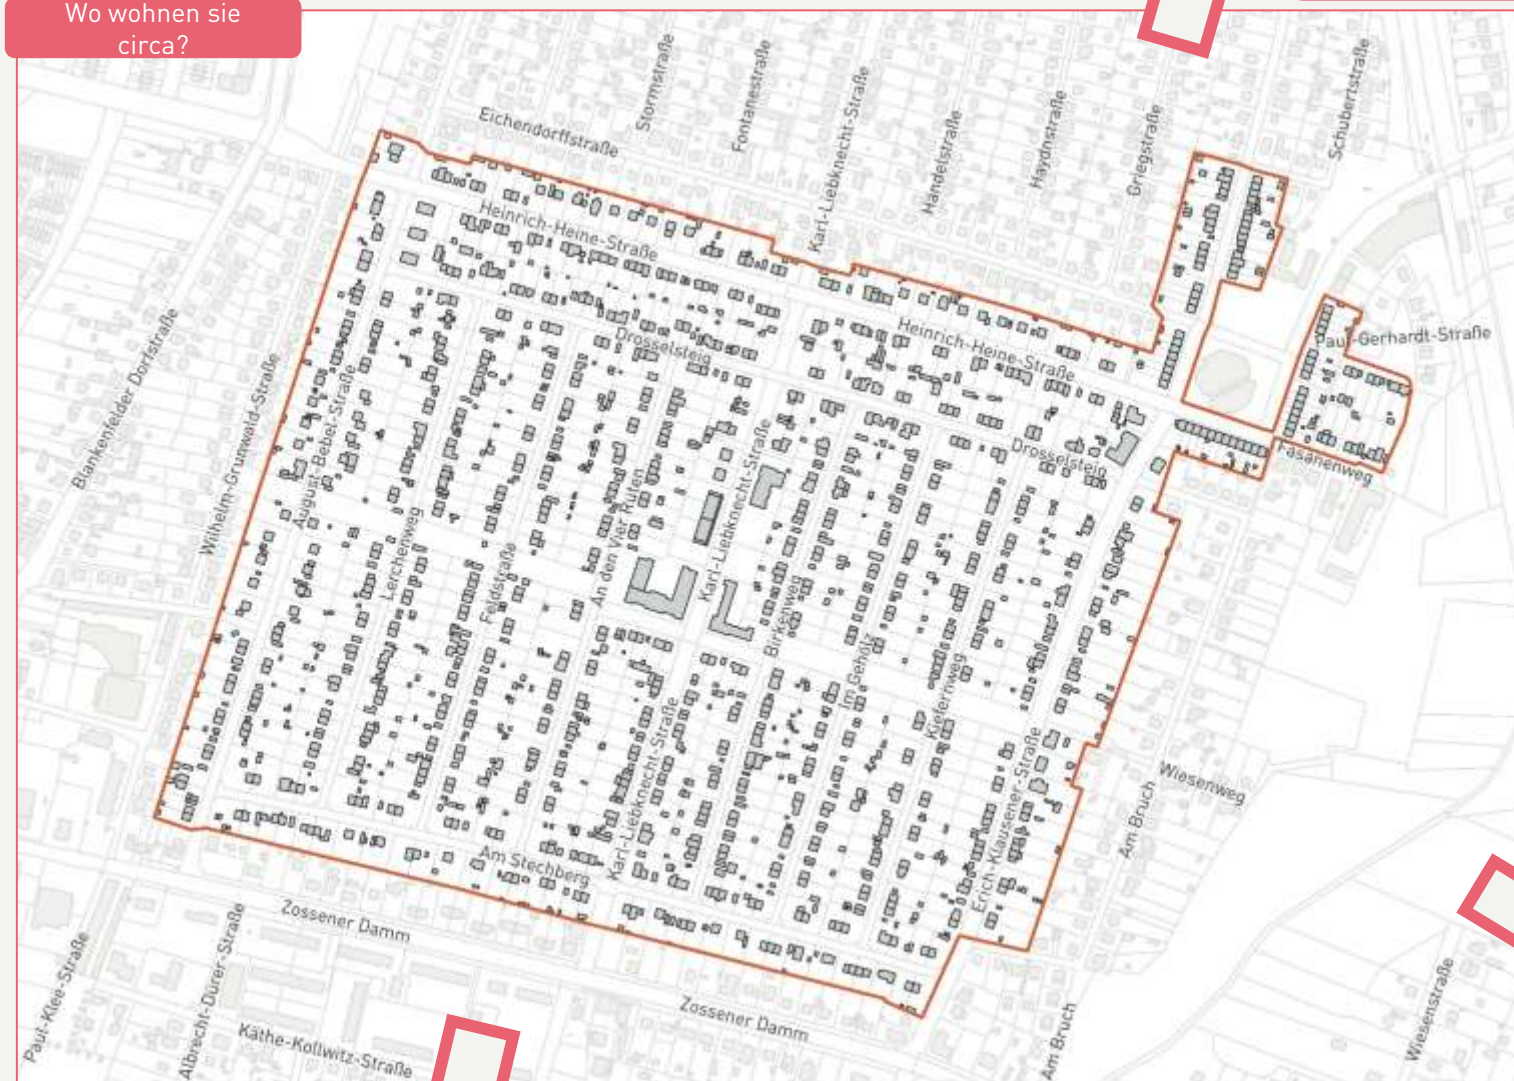 Wo wohnen sie
circa?
Stormstraße
Fontanestraße
Karl-Liebknecht-Straße
Schubertstraße
Eichendorffstraße
Händelstraße
Haydnstraße
Griegstraße
Heinrich-Heine-Straße
Heinrich-Heine-Straße
Paul-Gerhardt-Straße
Drosselsteig
Blankenfelder Dorfstraße
Wilhelm-Grunwald-Straße
August-Bebel-Straße
Drosselsteig
Fasanenweg
Lerchenweg
Feldstraße
An den Vier Ruten
Karl-Liebknecht-Straße
Birkenweg
Im Gehölz
Kiefernweg
Karl-Liebknecht-Straße
Erich-Klausener-Straße
Wiesenweg
Am Bruch
Am Stechberg
Zossener Damm
Paul-Klee-Straße
Albrecht-Dürer-Straße
Käthe-Kollwitz-Straße
Zossener Damm
Am Bruch
Wiesenstraße